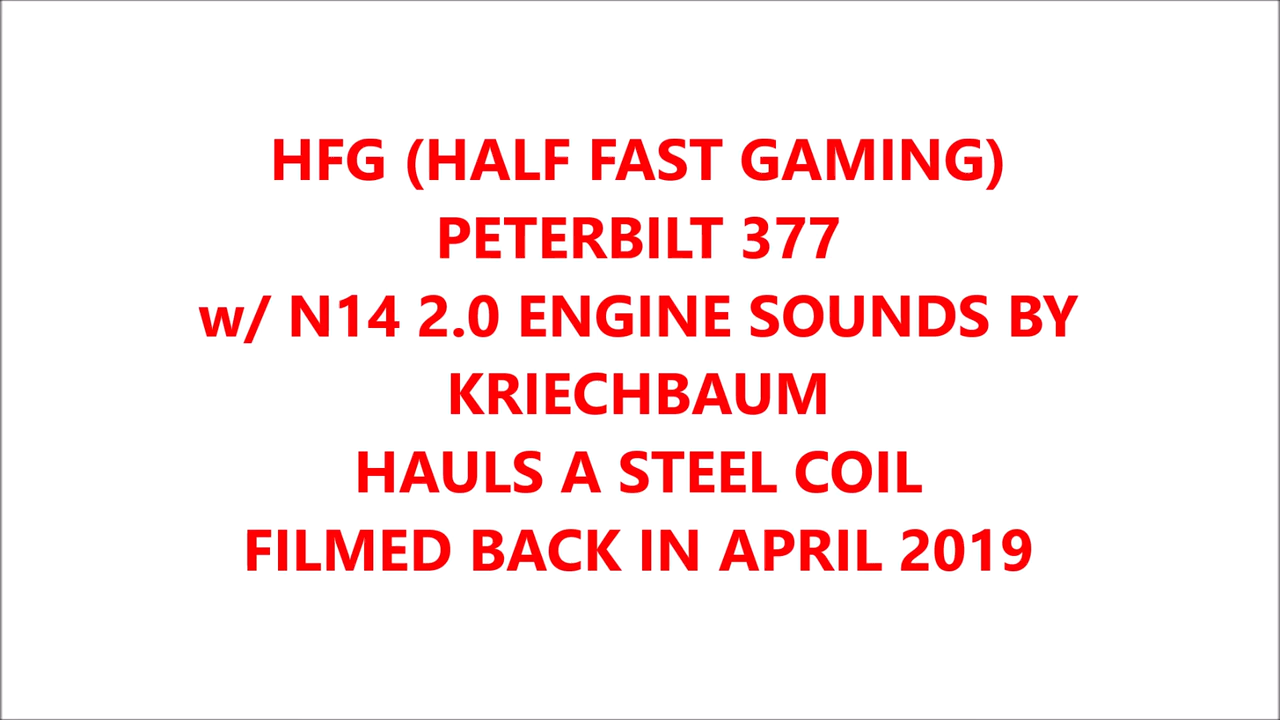 HFG (HALF FAST GAMING)
PETERBILT 377
w/ N14 2.0 ENGINE SOUNDS BY
KRIECHBAUM
HAULS A STEEL COIL
FILMED BACK IN APRIL 2019